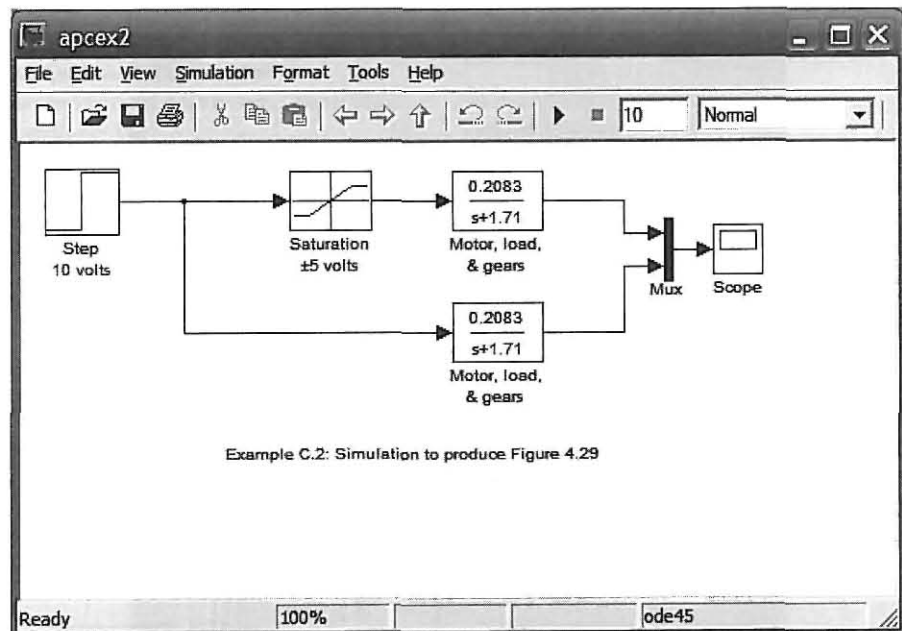 apcex2
File Edit View Simulation Format Tools Help
10 Normal
Step
10 volts
Saturation
±5 volts
0.2083
s+1.71
Motor, load,
& gears
Mux
Scope
0.2083
s+1.71
Motor, load,
& gears
Example C.2: Simulation to produce Figure 4.29
Ready 100% ode45